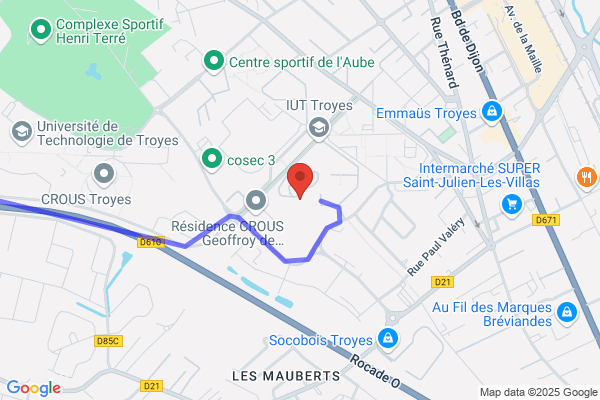 Complexe Sportif
Henri Terré
Centre sportif de l'Aube
Bd de Dijon
Rue Thénard
Av. de la Maille
IUT Troyes
Emmaüs Troyes
Université de
Technologie de Troyes
cosec 3
Intermarché SUPER
Saint-Julien-Les-Villas
CROUS Troyes
Résidence CROUS
Geoffroy de...
D610
D671
Rue Paul Valéry
D21
Au Fil des Marques
Bréviandes
D85C
Socobois Troyes
Rocade O
LES MAUBERTS
D21
Google
Map data ©2025 Google